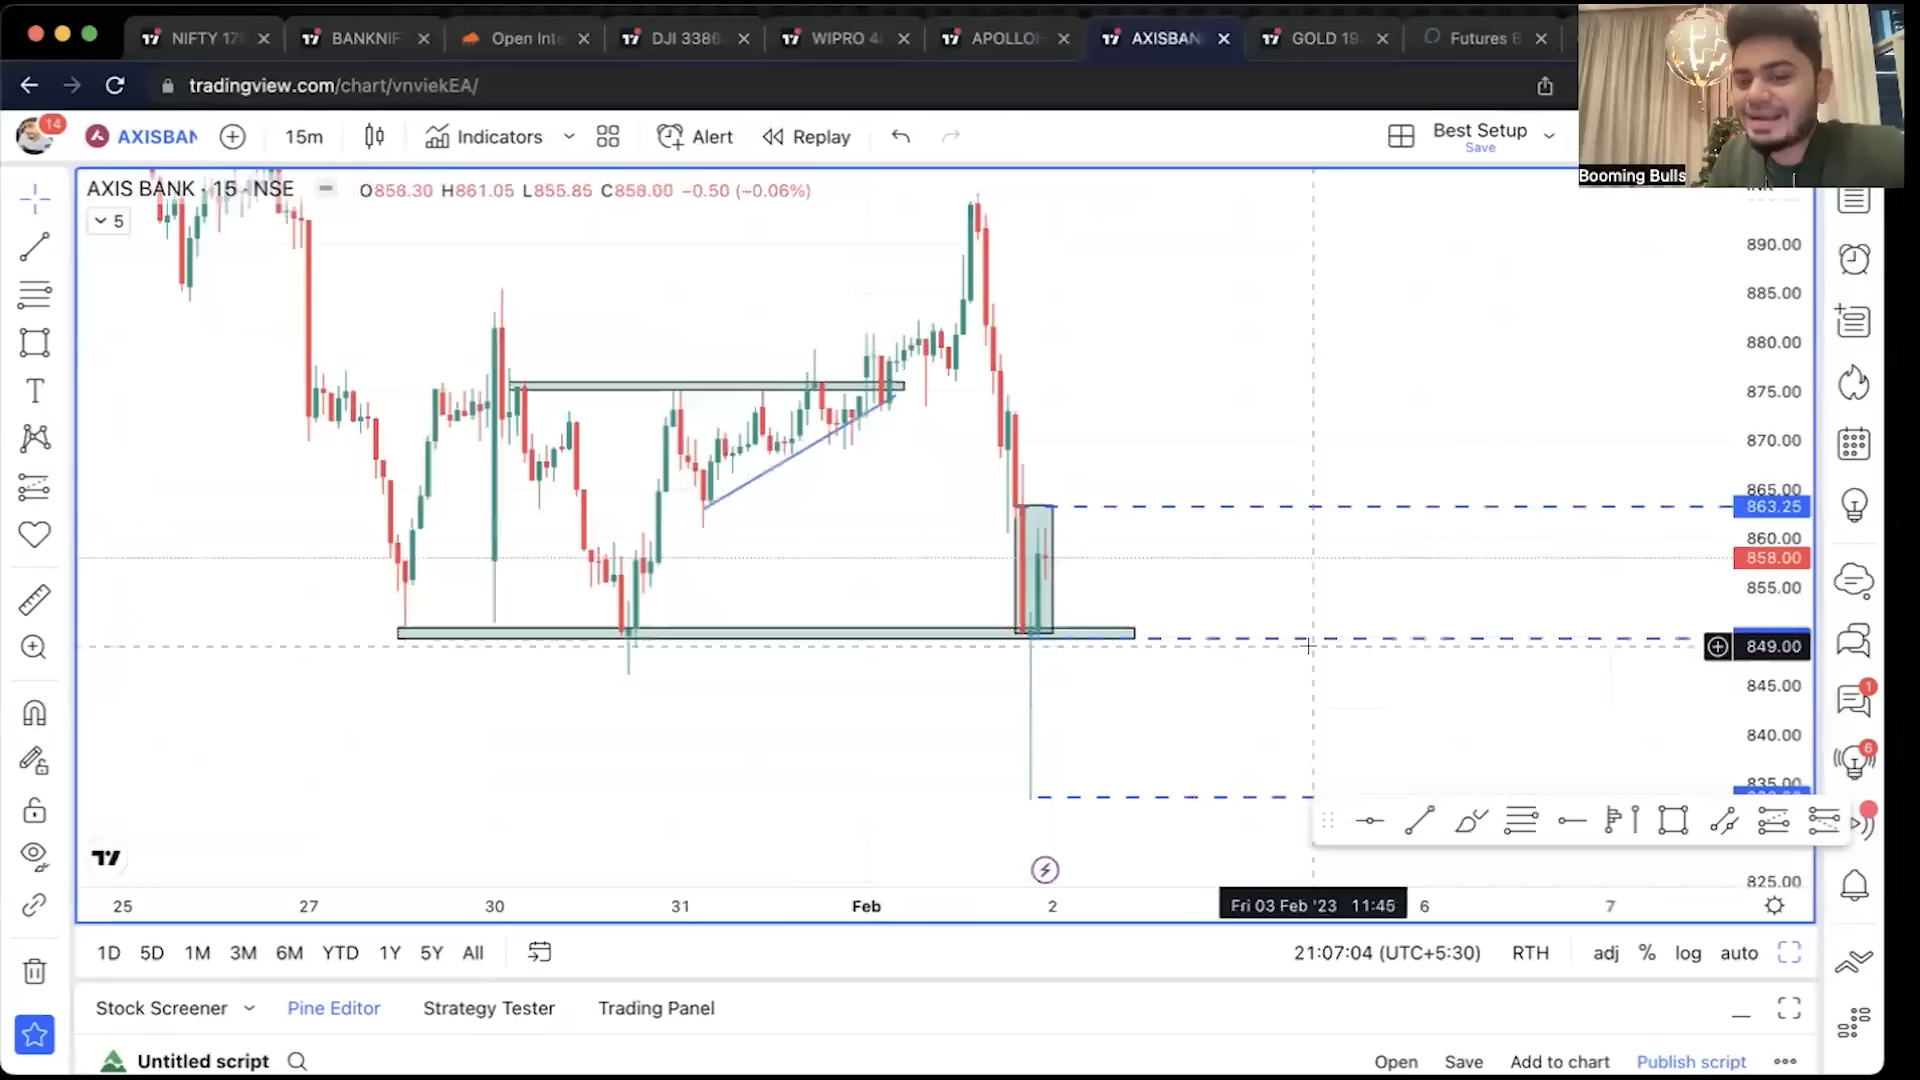 NIFTY 17
BANKNIF
Open Inte
DJI 3386
WIPRO 4
APOLLOH
AXISBAN
GOLD 19
Futures B
tradingview.com/chart/vnviekEA/
14
AXISBAN
15m
Indicators
Alert
Replay
Best Setup
Save
Booming Bulls
AXIS BANK · 15 · NSE
O858.30 H861.05 L855.85 C858.00 −0.50 (−0.06%)
5
890.00
885.00
880.00
875.00
870.00
865.00
863.25
860.00
858.00
855.00
849.00
845.00
840.00
835.00
825.00
1
6
25
27
30
31
Feb
2
Fri 03 Feb '23 11:45
6
7
1D 5D 1M 3M 6M YTD 1Y 5Y All
21:07:04 (UTC+5:30)
RTH
adj % log auto
Stock Screener
Pine Editor
Strategy Tester
Trading Panel
Untitled script
Open
Save
Add to chart
Publish script